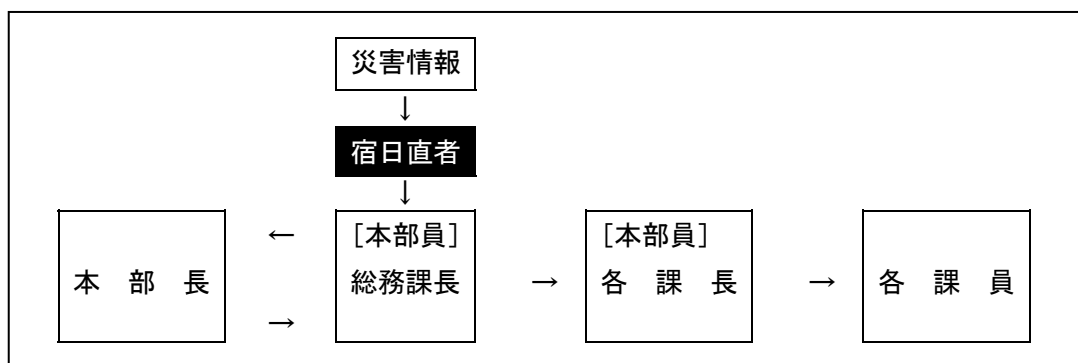 災害情報
↓
宿日直者
↓
← [本部員] [本部員]
本部長 総務課長 → 各課長 → 各課員
→